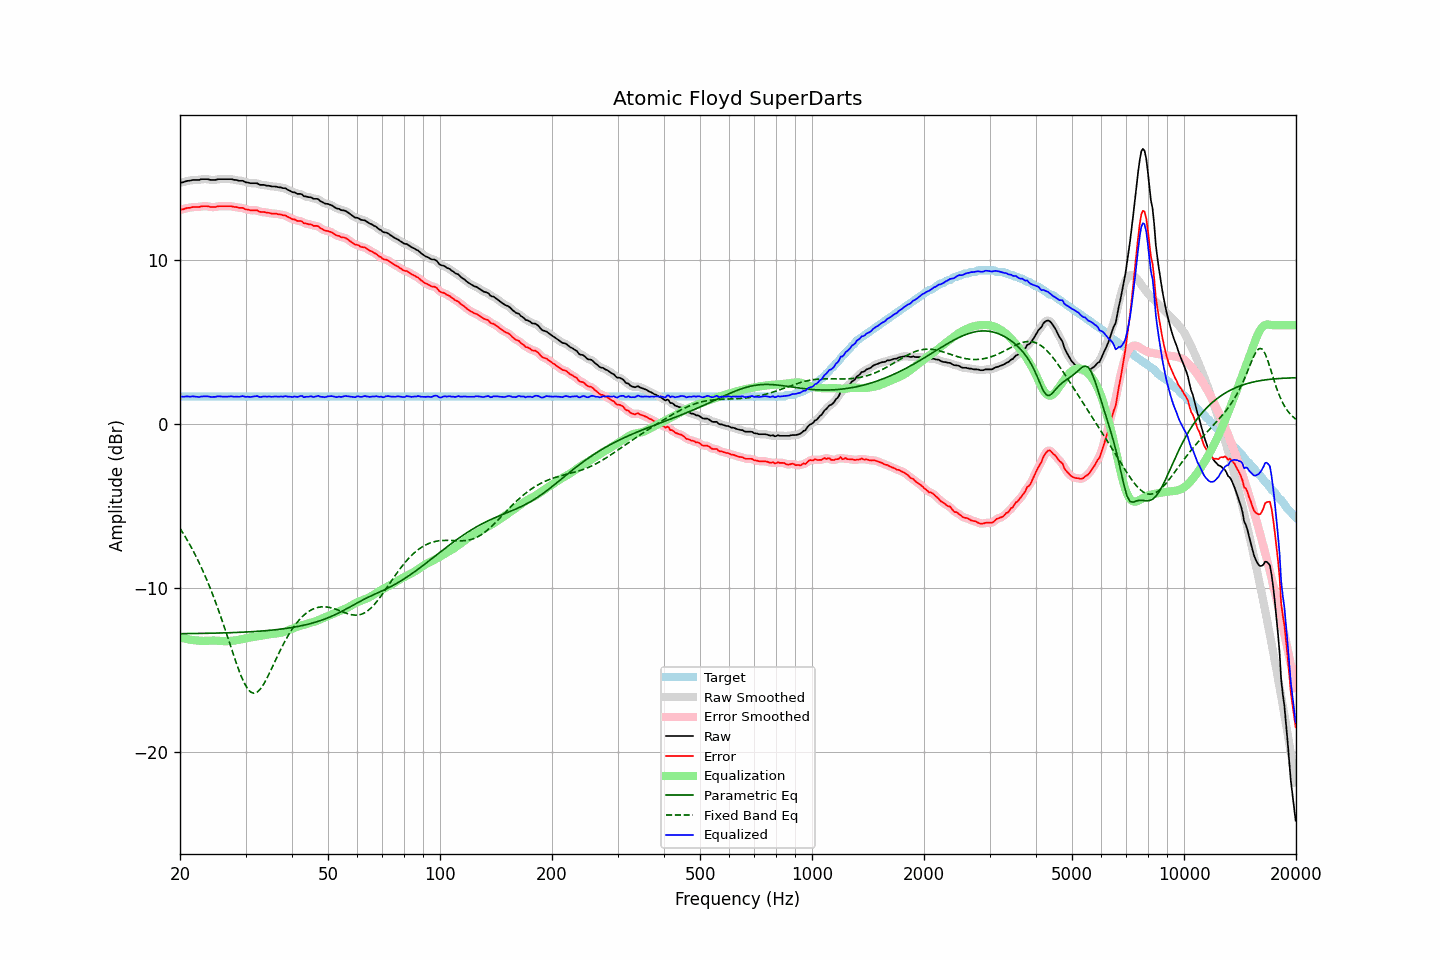 Atomic Floyd SuperDarts
Amplitude (dBr)
10
0
−10
−20
Target
Raw Smoothed
Error Smoothed
Raw
Error
Equalization
Parametric Eq
Fixed Band Eq
Equalized
20 50 100 200 500 1000 2000 5000 10000 20000
Frequency (Hz)